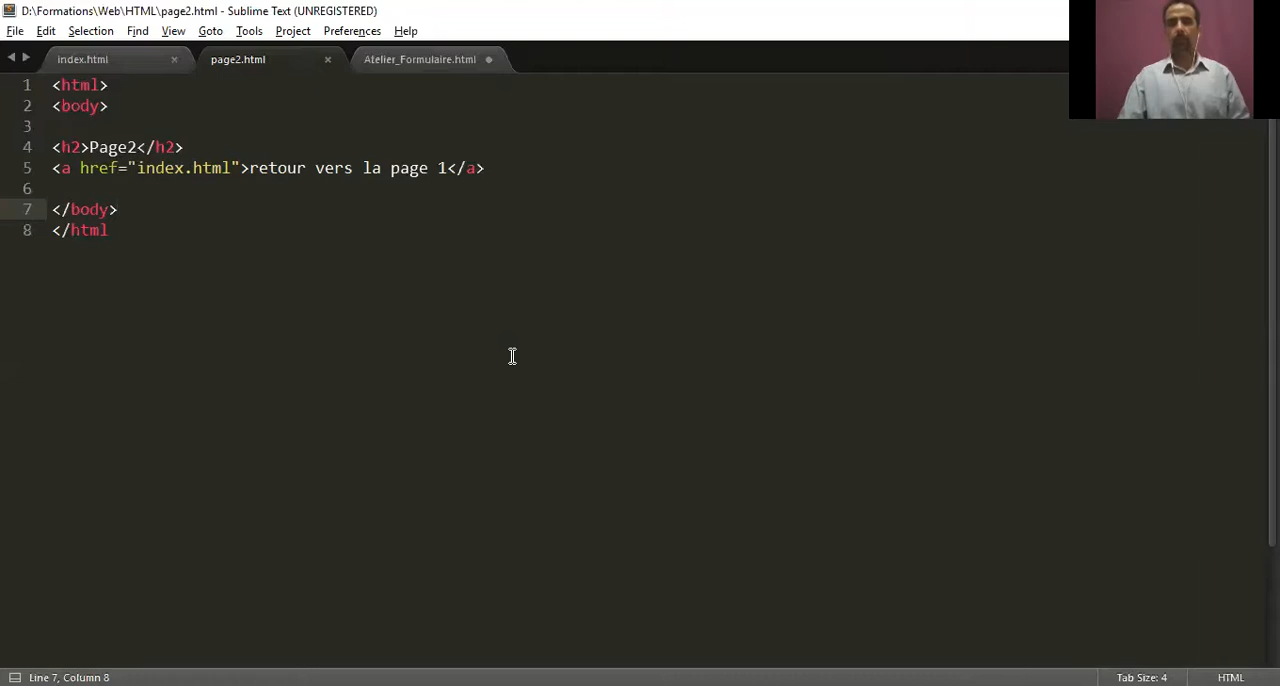 D:\Formations\Web\HTML\page2.html - Sublime Text (UNREGISTERED)
File Edit Selection Find View Goto Tools Project Preferences Help
index.html × page2.html × Atelier_Formulaire.html
1 <html>
2 <body>
3
4 <h2>Page2</h2>
5 <a href="index.html">retour vers la page 1</a>
6
7 </body>
8 </html
Line 7, Column 8 Tab Size: 4 HTML